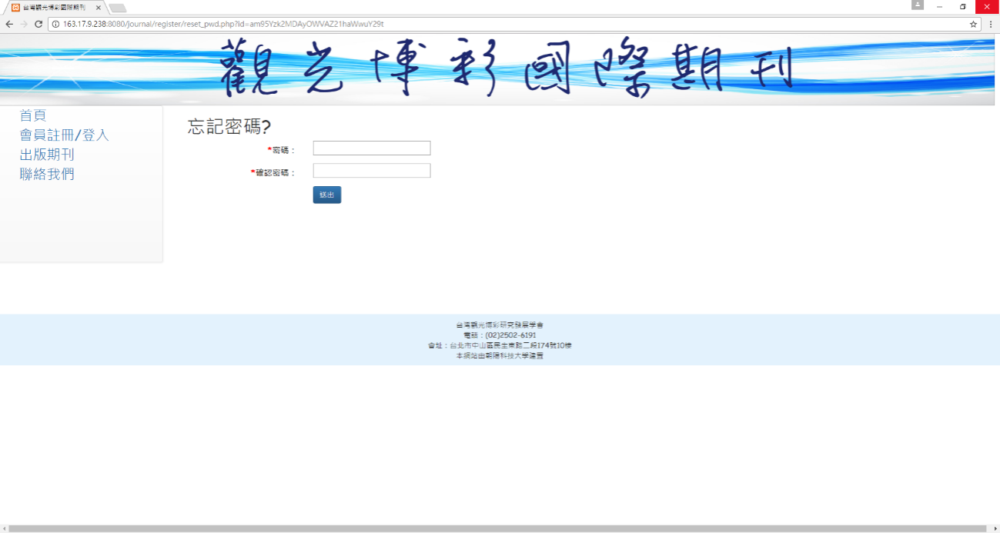 台灣觀光博彩國際期刊
163.17.9.238:8080/journal/register/reset_pwd.php?id=am95Yzk2MDAyOWVAZ21haWwuY29t
觀光博彩國際期刊
首頁
會員註冊/登入
出版期刊
聯絡我們
忘記密碼?
*密碼：
*確認密碼：
送出
台灣觀光博彩研究發展學會
電話：(02)2502-6191
會址：台北市中山區民生東路二段174號10樓
本網站由朝陽科技大學建置